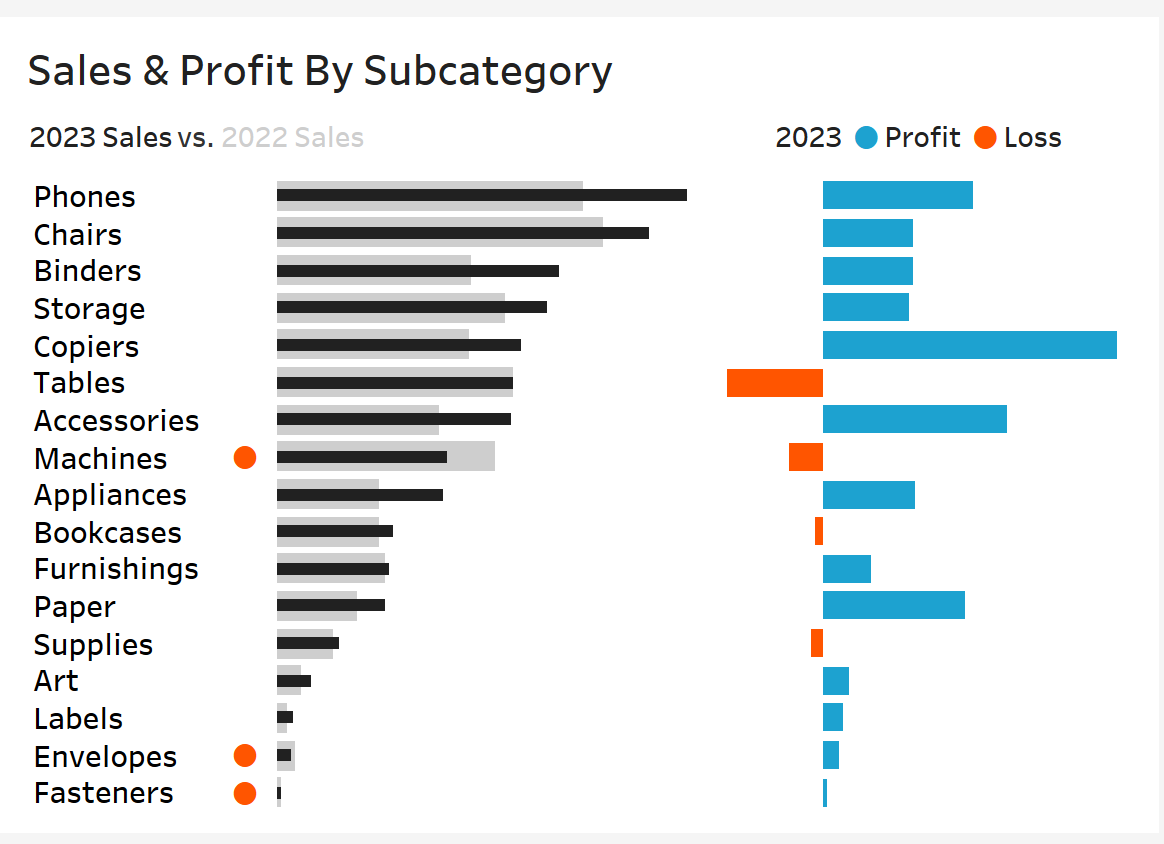 Sales & Profit By Subcategory
2023 Sales vs. 2022 Sales
2023 Profit Loss
Phones
Chairs
Binders
Storage
Copiers
Tables
Accessories
Machines
Appliances
Bookcases
Furnishings
Paper
Supplies
Art
Labels
Envelopes
Fasteners